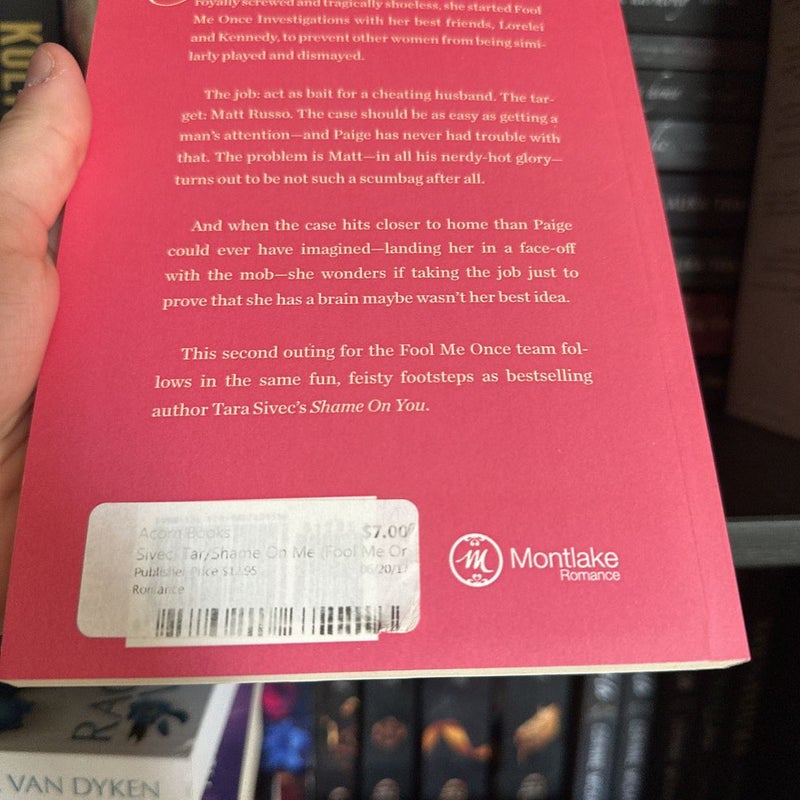 royally screwed and tragically shoeless, she started Fool
Me Once Investigations with her best friends, Lorelei
and Kennedy, to prevent other women from being simi-
larly played and dismayed.
The job: act as bait for a cheating husband. The tar-
get: Matt Russo. The case should be as easy as getting a
man's attention—and Paige has never had trouble with
that. The problem is Matt—in all his nerdy-hot glory—
turns out to be not such a scumbag after all.
And when the case hits closer to home than Paige
could ever have imagined—landing her in a face-off
with the mob—she wonders if taking the job just to
prove that she has a brain maybe wasn't her best idea.
This second outing for the Fool Me Once team fol-
lows in the same fun, feisty footsteps as bestselling
author Tara Sivec's Shame On You.
Acorn Books $7.00
Sivec, Tar/Shame On Me (Fool Me Or
Publisher Price $12.95 06/20/17
Romance
m Montlake
Romance
VAN DYKEN